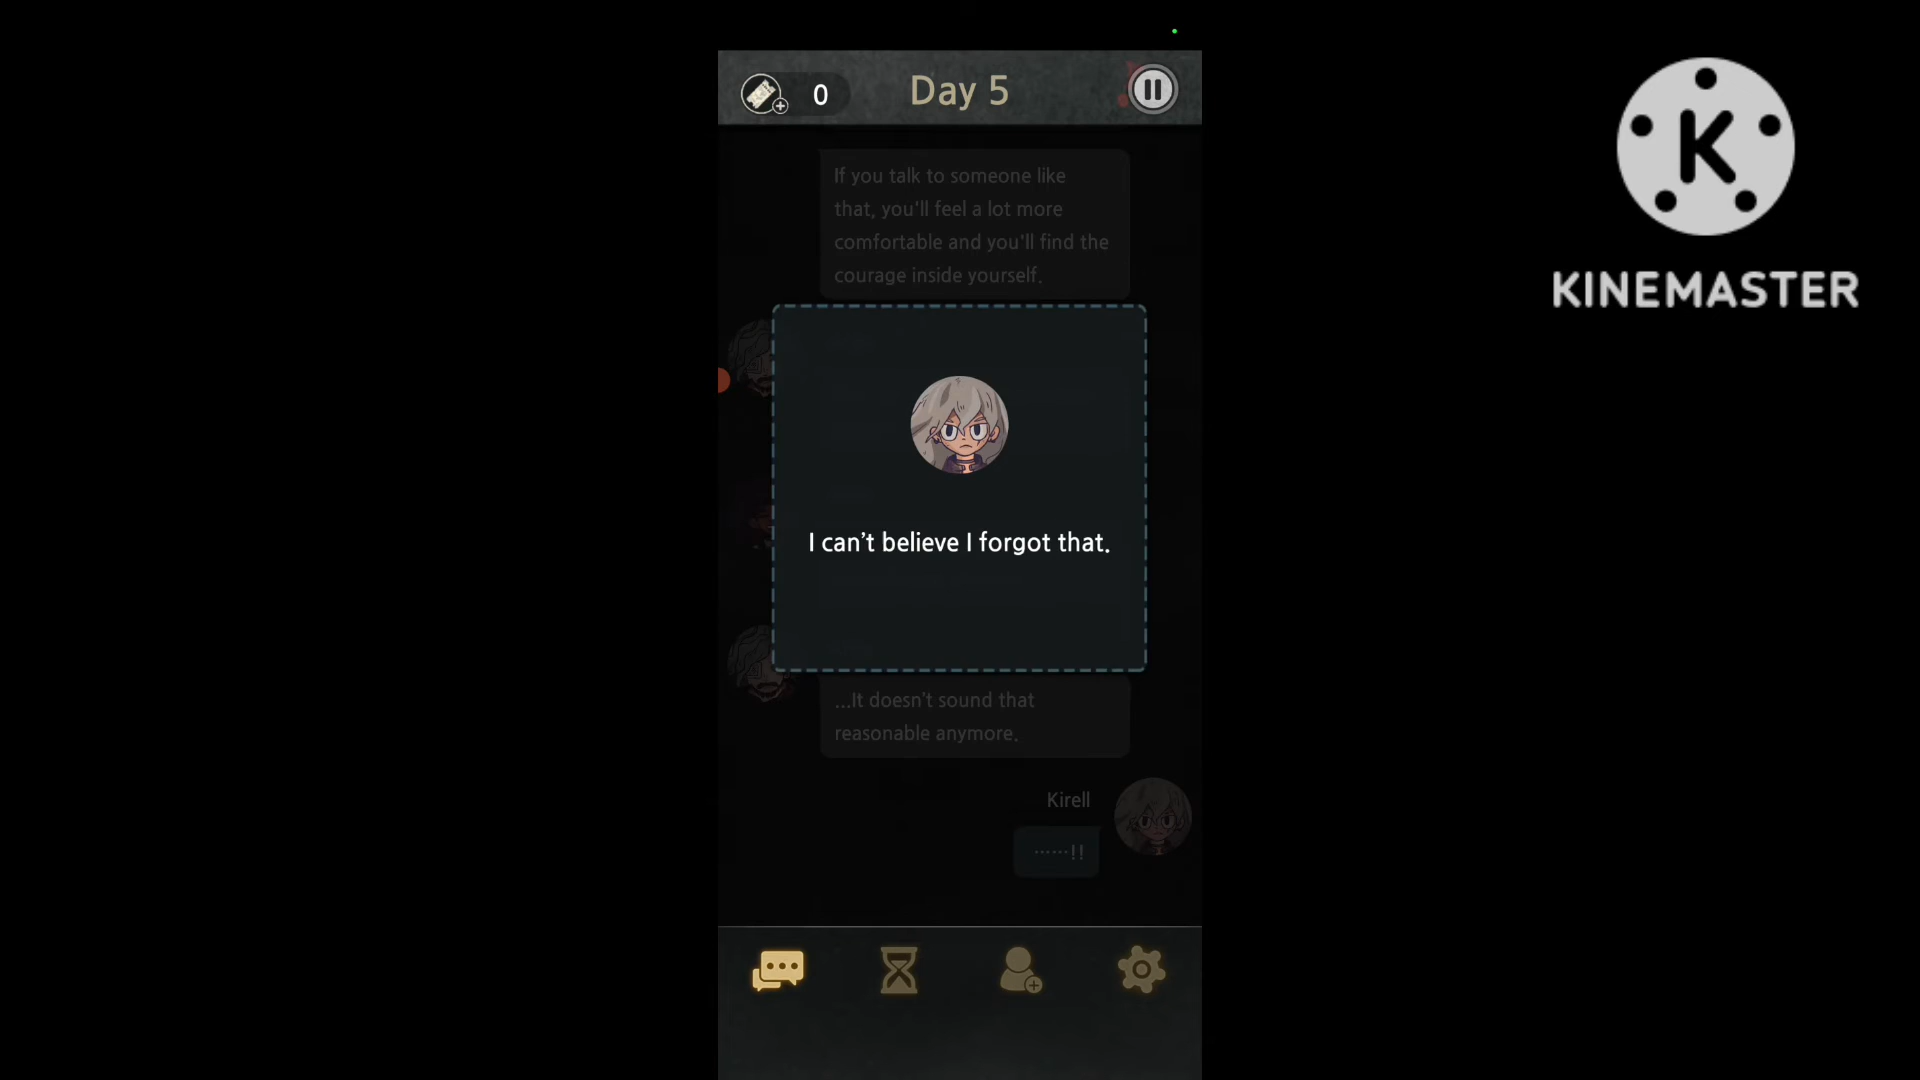 0
Day 5
If you talk to someone like
that, you'll feel a lot more
comfortable and you'll find the
courage inside yourself.
I can't believe I forgot that.
...It doesn't sound that
reasonable anymore.
Kirell
……!!
K
KINEMASTER